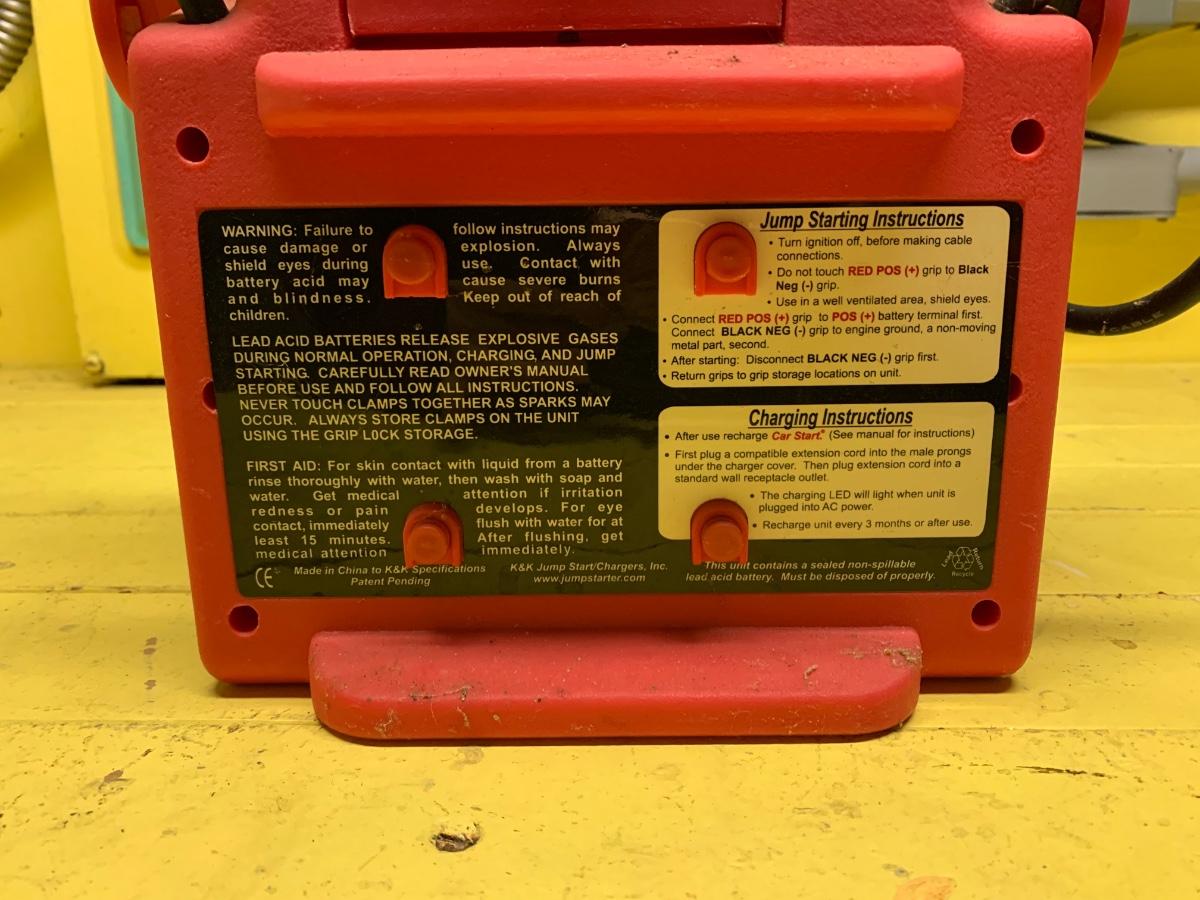 WARNING: Failure to follow instructions may
cause damage or explosion. Always
shield eyes during use. Contact with
battery acid may cause severe burns
and blindness. Keep out of reach of
children.
LEAD ACID BATTERIES RELEASE EXPLOSIVE GASES
DURING NORMAL OPERATION, CHARGING, AND JUMP
STARTING. CAREFULLY READ OWNER'S MANUAL
BEFORE USE AND FOLLOW ALL INSTRUCTIONS.
NEVER TOUCH CLAMPS TOGETHER AS SPARKS MAY
OCCUR. ALWAYS STORE CLAMPS ON THE UNIT
USING THE GRIP L0CK STORAGE.
FIRST AID: For skin contact with liquid from a battery
rinse thoroughly with water, then wash with soap and
water. Get medical attention if irritation
redness or pain develops. For eye
contact, immediately flush with water for at
least 15 minutes. After flushing, get
medical attention immediately.
Jump Starting Instructions
• Turn ignition off, before making cable
connections.
• Do not touch RED POS (+) grip to Black
Neg (-) grip.
• Use in a well ventilated area, shield eyes.
• Connect RED POS (+) grip to POS (+) battery terminal first.
Connect BLACK NEG (-) grip to engine ground, a non-moving
metal part, second.
• After starting: Disconnect BLACK NEG (-) grip first.
• Return grips to grip storage locations on unit.
Charging Instructions
• After use recharge Car Start.® (See manual for instructions)
• First plug a compatible extension cord into the male prongs
under the charger cover. Then plug extension cord into a
standard wall receptacle outlet.
• The charging LED will light when unit is
plugged into AC power.
• Recharge unit every 3 months or after use.
CE
Made in China to K&K Specifications
Patent Pending
K&K Jump Start/Chargers, Inc.
www.jumpstarter.com
This unit contains a sealed non-spillable
lead acid battery. Must be disposed of properly.
Lead
Return
Recycle
CABLE